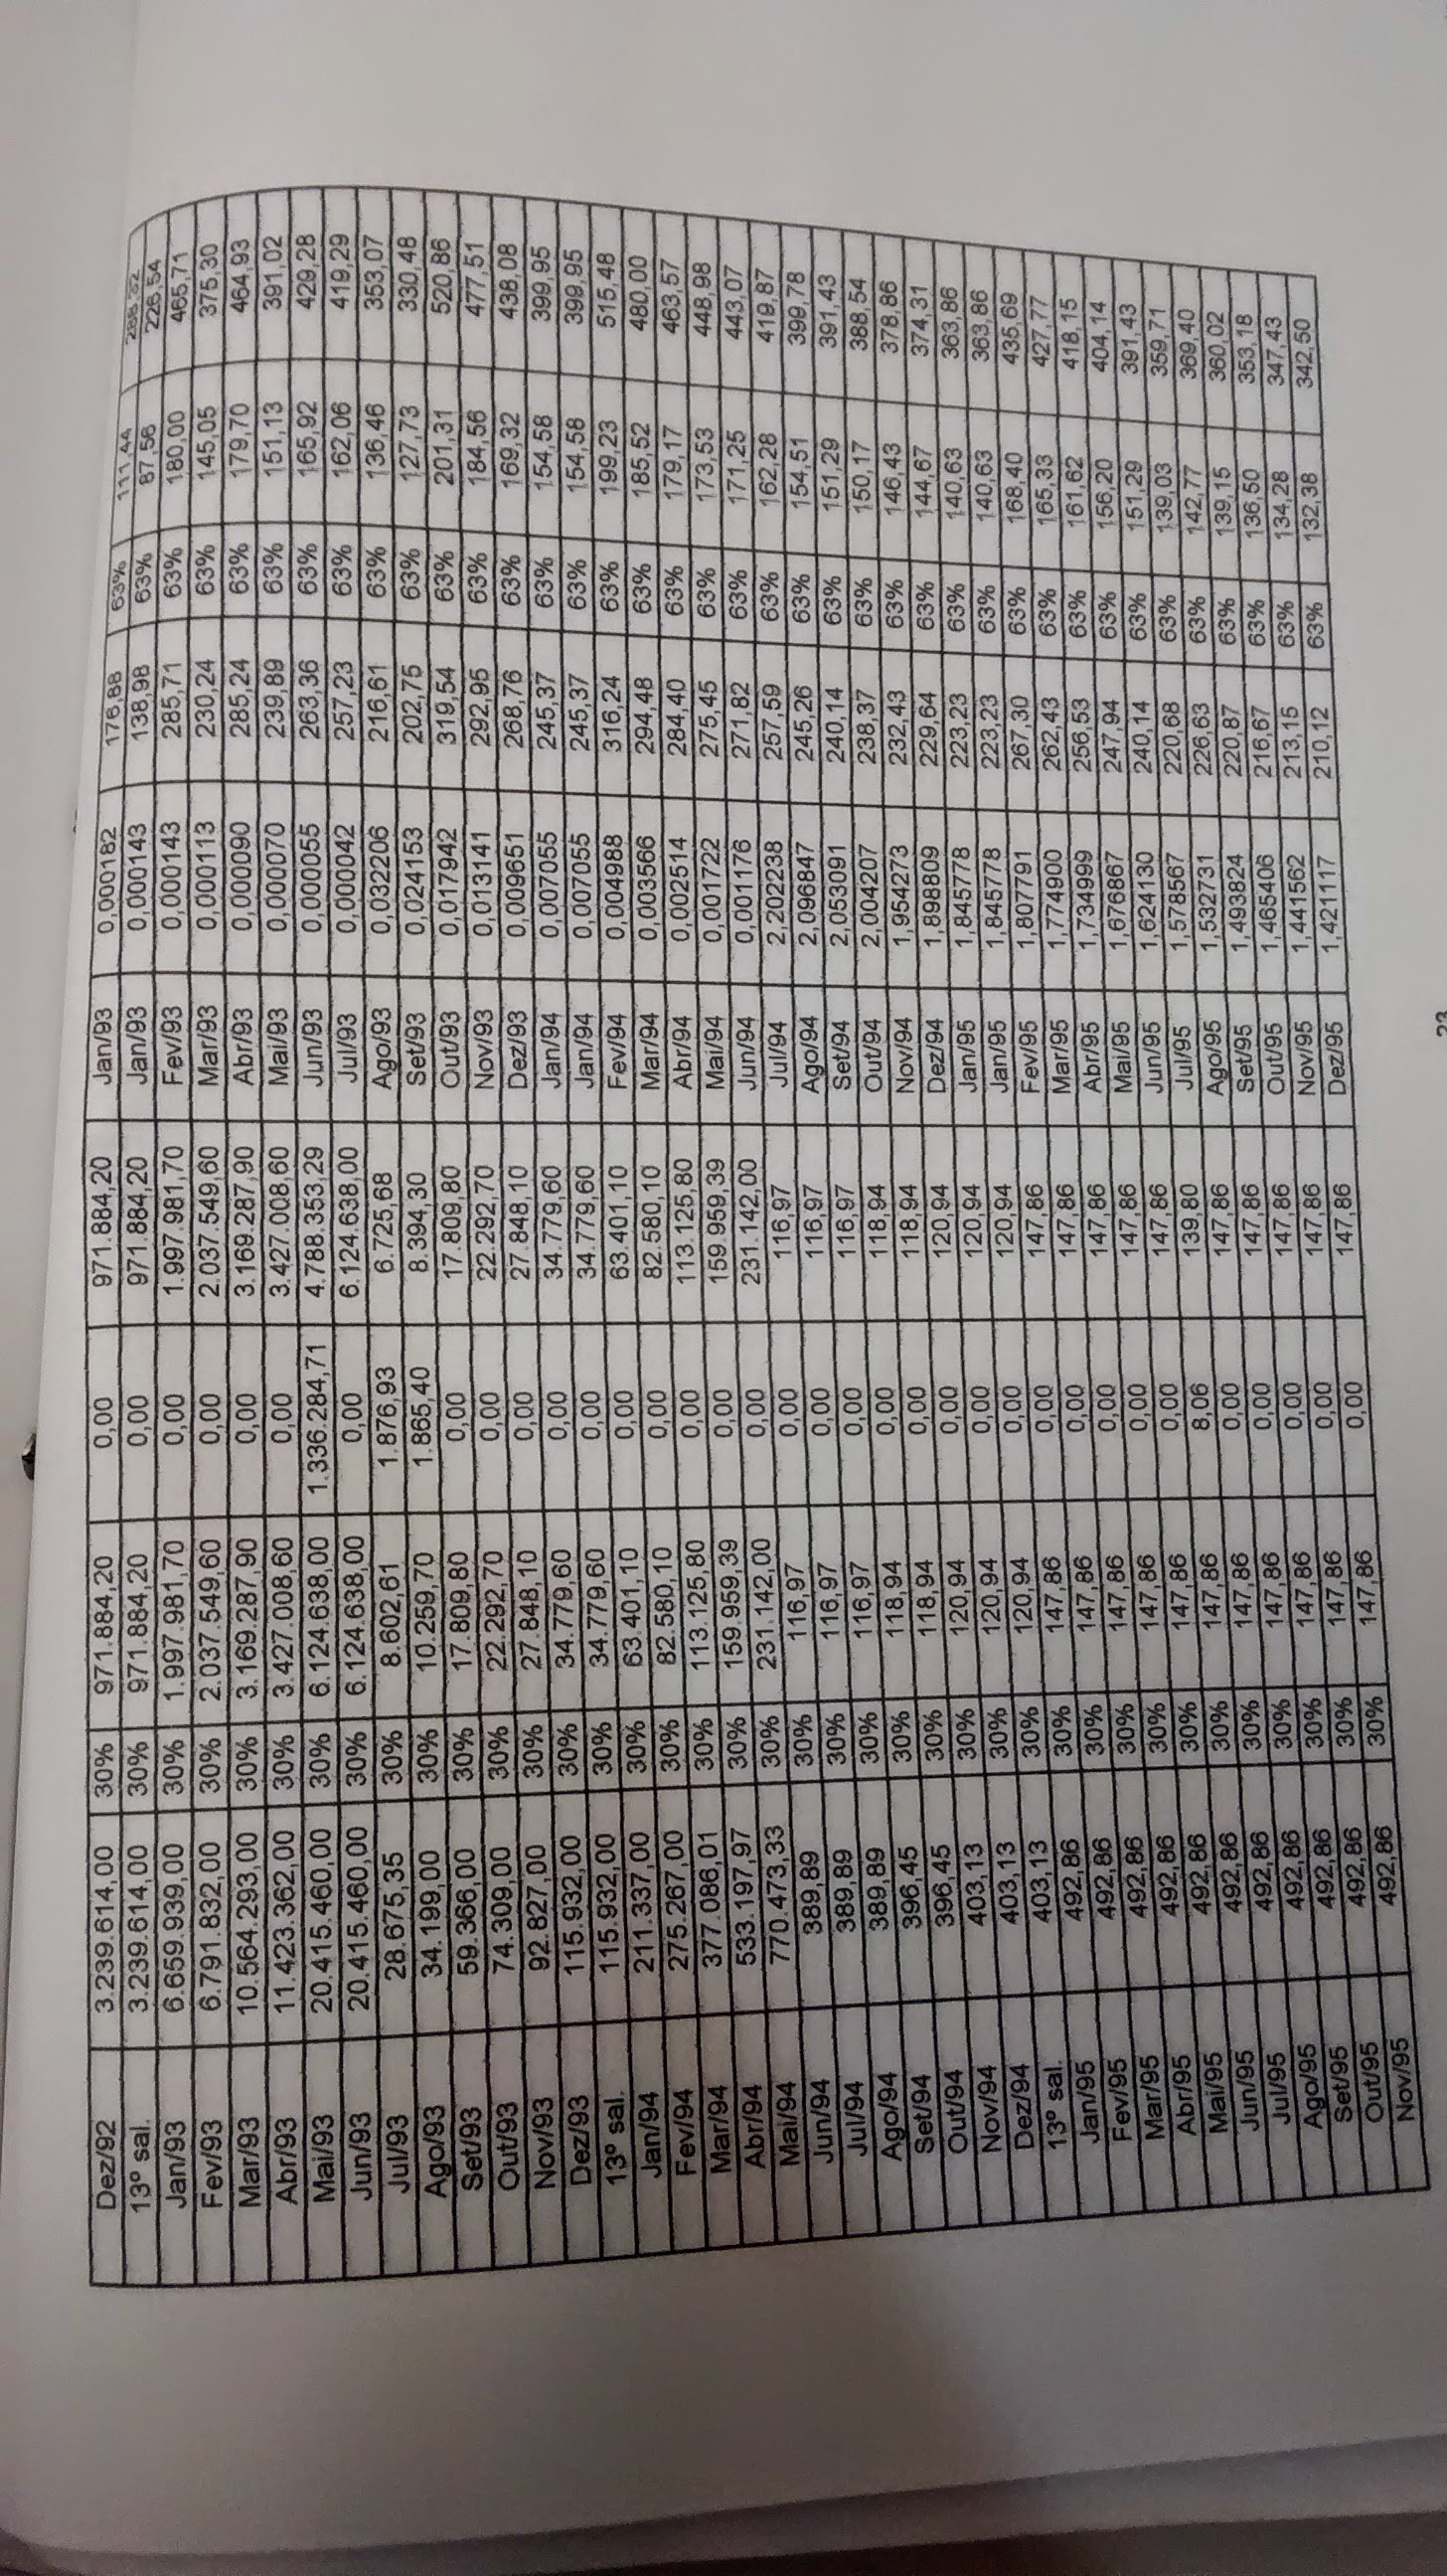 Dez/92 3.239.614,00 30% 971.884,20 0,00 971.884,20 Jan/93 0,000182 176,88 63% 111,44 288,32
13º sal. 3.239.614,00 30% 971.884,20 0,00 971.884,20 Jan/93 0,000143 138,98 63% 87,56 226,54
Jan/93 6.659.939,00 30% 1.997.981,70 0,00 1.997.981,70 Fev/93 0,000143 285,71 63% 180,00 465,71
Fev/93 6.791.832,00 30% 2.037.549,60 0,00 2.037.549,60 Mar/93 0,000113 230,24 63% 145,05 375,30
Mar/93 10.564.293,00 30% 3.169.287,90 0,00 3.169.287,90 Abr/93 0,000090 285,24 63% 179,70 464,93
Abr/93 11.423.362,00 30% 3.427.008,60 0,00 3.427.008,60 Mai/93 0,000070 239,89 63% 151,13 391,02
Mai/93 20.415.460,00 30% 6.124.638,00 1.336.284,71 4.788.353,29 Jun/93 0,000055 263,36 63% 165,92 429,28
Jun/93 20.415.460,00 30% 6.124.638,00 0,00 6.124.638,00 Jul/93 0,000042 257,23 63% 162,06 419,29
Jul/93 28.675,35 30% 8.602,61 1.876,93 6.725,68 Ago/93 0,032206 216,61 63% 136,46 353,07
Ago/93 34.199,00 30% 10.259,70 1.865,40 8.394,30 Set/93 0,024153 202,75 63% 127,73 330,48
Set/93 59.366,00 30% 17.809,80 0,00 17.809,80 Out/93 0,017942 319,54 63% 201,31 520,86
Out/93 74.309,00 30% 22.292,70 0,00 22.292,70 Nov/93 0,013141 292,95 63% 184,56 477,51
Nov/93 92.827,00 30% 27.848,10 0,00 27.848,10 Dez/93 0,009651 268,76 63% 169,32 438,08
Dez/93 115.932,00 30% 34.779,60 0,00 34.779,60 Jan/94 0,007055 245,37 63% 154,58 399,95
13º sal. 115.932,00 30% 34.779,60 0,00 34.779,60 Jan/94 0,007055 245,37 63% 154,58 399,95
Jan/94 211.337,00 30% 63.401,10 0,00 63.401,10 Fev/94 0,004988 316,24 63% 199,23 515,48
Fev/94 275.267,00 30% 82.580,10 0,00 82.580,10 Mar/94 0,003566 294,48 63% 185,52 480,00
Mar/94 377.086,01 30% 113.125,80 0,00 113.125,80 Abr/94 0,002514 284,40 63% 179,17 463,57
Abr/94 533.197,97 30% 159.959,39 0,00 159.959,39 Mai/94 0,001722 275,45 63% 173,53 448,98
Mai/94 770.473,33 30% 231.142,00 0,00 231.142,00 Jun/94 0,001176 271,82 63% 171,25 443,07
Jun/94 389,89 30% 116,97 0,00 116,97 Jul/94 2,202238 257,59 63% 162,28 419,87
Jul/94 389,89 30% 116,97 0,00 116,97 Ago/94 2,096847 245,26 63% 154,51 399,78
Ago/94 389,89 30% 116,97 0,00 116,97 Set/94 2,053091 240,14 63% 151,29 391,43
Set/94 396,45 30% 118,94 0,00 118,94 Out/94 2,004207 238,37 63% 150,17 388,54
Out/94 396,45 30% 118,94 0,00 118,94 Nov/94 1,954273 232,43 63% 146,43 378,86
Nov/94 403,13 30% 120,94 0,00 120,94 Dez/94 1,898809 229,64 63% 144,67 374,31
Dez/94 403,13 30% 120,94 0,00 120,94 Jan/95 1,845778 223,23 63% 140,63 363,86
13º sal. 403,13 30% 120,94 0,00 120,94 Jan/95 1,845778 223,23 63% 140,63 363,86
Jan/95 492,86 30% 147,86 0,00 147,86 Fev/95 1,807791 267,30 63% 168,40 435,69
Fev/95 492,86 30% 147,86 0,00 147,86 Mar/95 1,774900 262,43 63% 165,33 427,77
Mar/95 492,86 30% 147,86 0,00 147,86 Abr/95 1,734999 256,53 63% 161,62 418,15
Abr/95 492,86 30% 147,86 0,00 147,86 Mai/95 1,676867 247,94 63% 156,20 404,14
Mai/95 492,86 30% 147,86 0,00 147,86 Jun/95 1,624130 240,14 63% 151,29 391,43
Jun/95 492,86 30% 147,86 8,06 139,80 Jul/95 1,578567 220,68 63% 139,03 359,71
Jul/95 492,86 30% 147,86 0,00 147,86 Ago/95 1,532731 226,63 63% 142,77 369,40
Ago/95 492,86 30% 147,86 0,00 147,86 Set/95 1,493824 220,87 63% 139,15 360,02
Set/95 492,86 30% 147,86 0,00 147,86 Out/95 1,465406 216,67 63% 136,50 353,18
Out/95 492,86 30% 147,86 0,00 147,86 Nov/95 1,441562 213,15 63% 134,28 347,43
Nov/95 492,86 30% 147,86 0,00 147,86 Dez/95 1,421117 210,12 63% 132,38 342,50
23